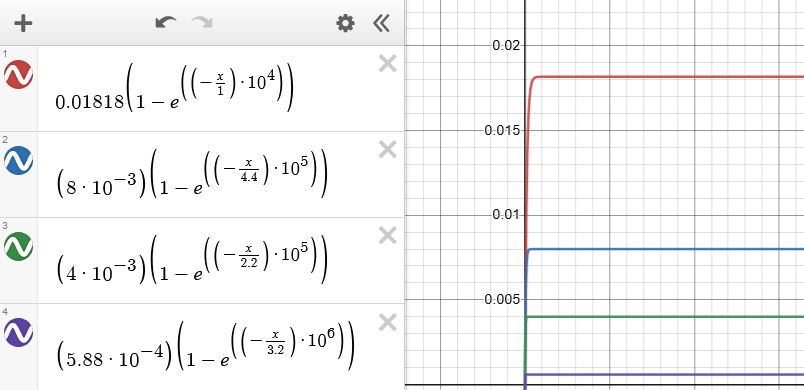 1
0.01818(1 − e^((−x/1)·10^4))
2
(8·10^−3)(1 − e^((−x/4.4)·10^5))
3
(4·10^−3)(1 − e^((−x/2.2)·10^5))
4
(5.88·10^−4)(1 − e^((−x/3.2)·10^6))
0.02
0.015
0.01
0.005